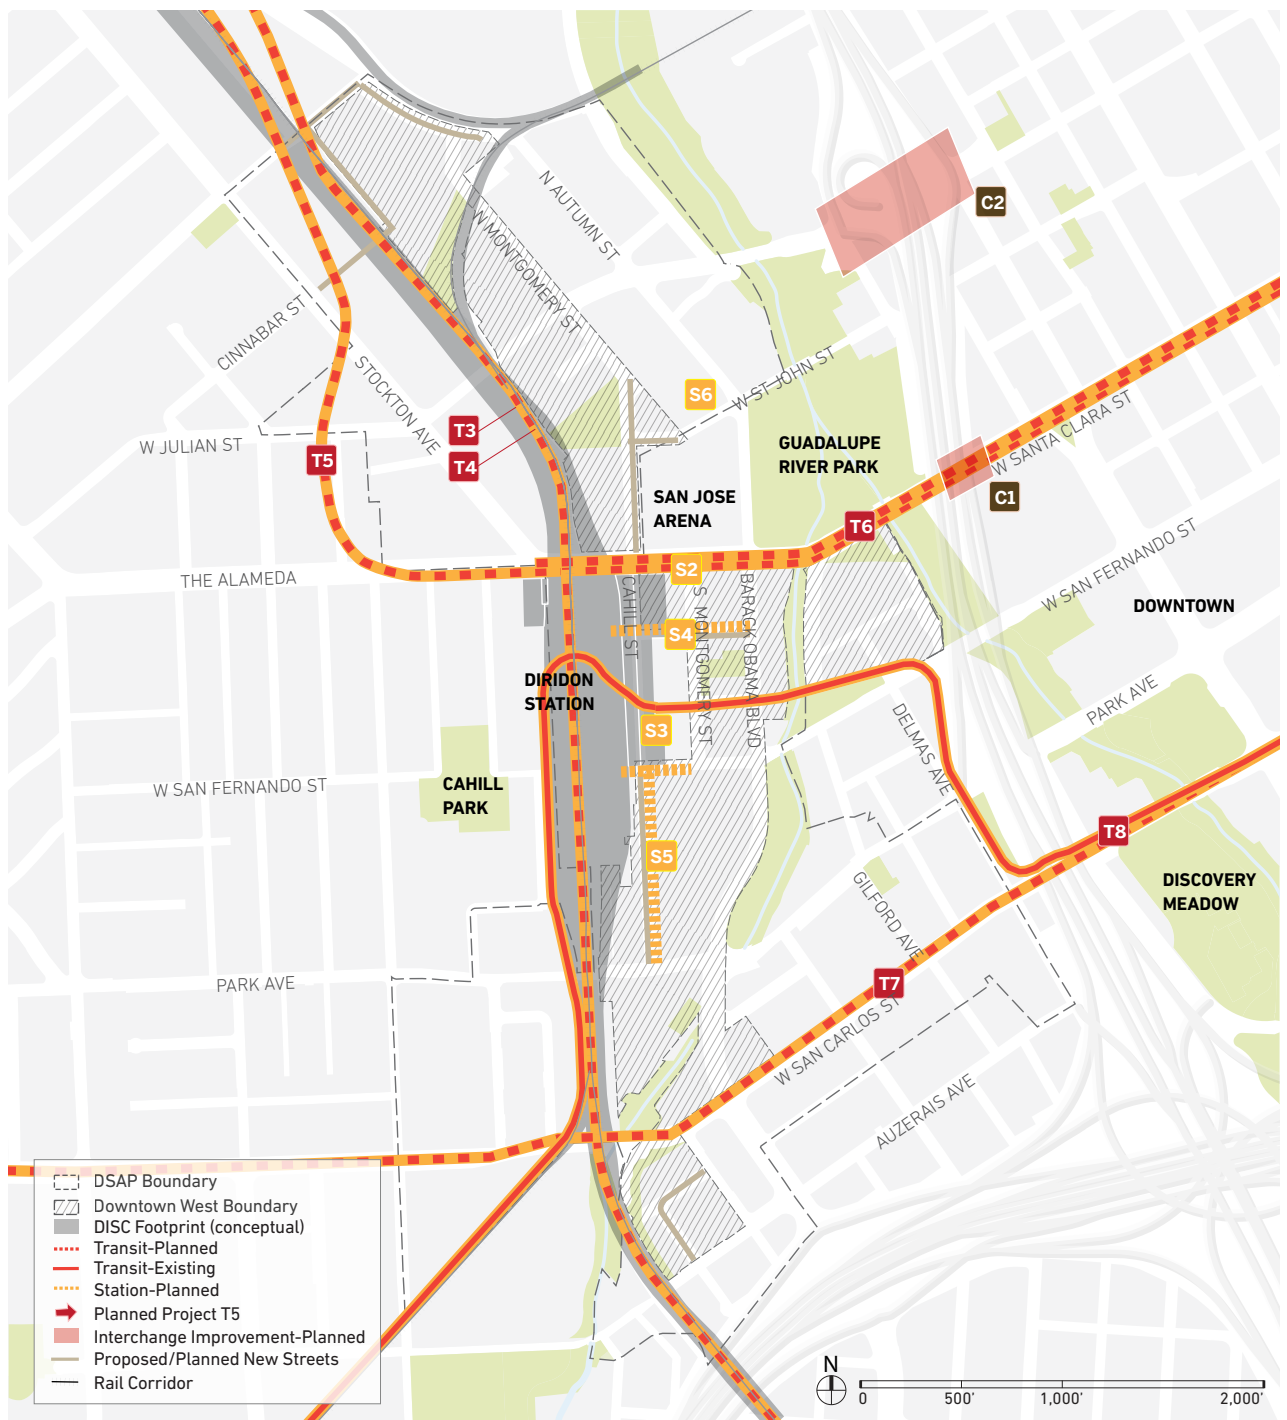 C2
N AUTUMN ST
N MONTGOMERY ST
CINNABAR ST
STOCKTON AVE
S6
W ST JOHN ST
T3
T4
T5
W JULIAN ST
GUADALUPE
RIVER PARK
W SANTA CLARA ST
C1
SAN JOSE
ARENA
T6
S2
THE ALAMEDA
CAHILL ST
S MONTGOMERY ST
BARACK OBAMA BLVD
W SAN FERNANDO ST
DOWNTOWN
S4
DIRIDON
STATION
S3
PARK AVE
DELMAS AVE
W SAN FERNANDO ST
CAHILL
PARK
T8
S5
GILFORD AVE
DISCOVERY
MEADOW
PARK AVE
T7
W SAN CARLOS ST
AUZERAIS AVE
DSAP Boundary
Downtown West Boundary
DISC Footprint (conceptual)
Transit-Planned
Transit-Existing
Station-Planned
Planned Project T5
Interchange Improvement-Planned
Proposed/Planned New Streets
Rail Corridor
N
0 500' 1,000' 2,000'